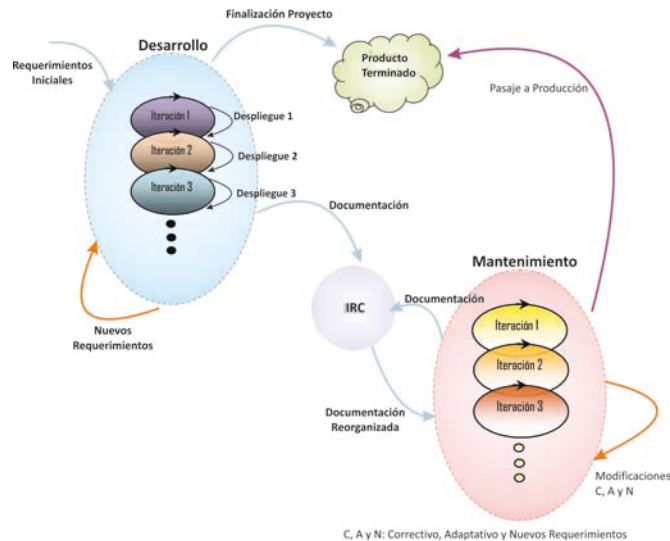 Finalización Proyecto
Requerimientos
Iniciales
Desarrollo
Producto
Terminado
Pasaje a Producción
Iteración 1
Despliegue 1
Iteración 2
Despliegue 2
Iteración 3
Despliegue 3
Documentación
Nuevos
Requerimientos
IRC
Documentación
Mantenimiento
Iteración 1
Iteración 2
Iteración 3
Documentación
Reorganizada
Modificaciones
C, A y N
C, A y N: Correctivo, Adaptativo y Nuevos Requerimientos